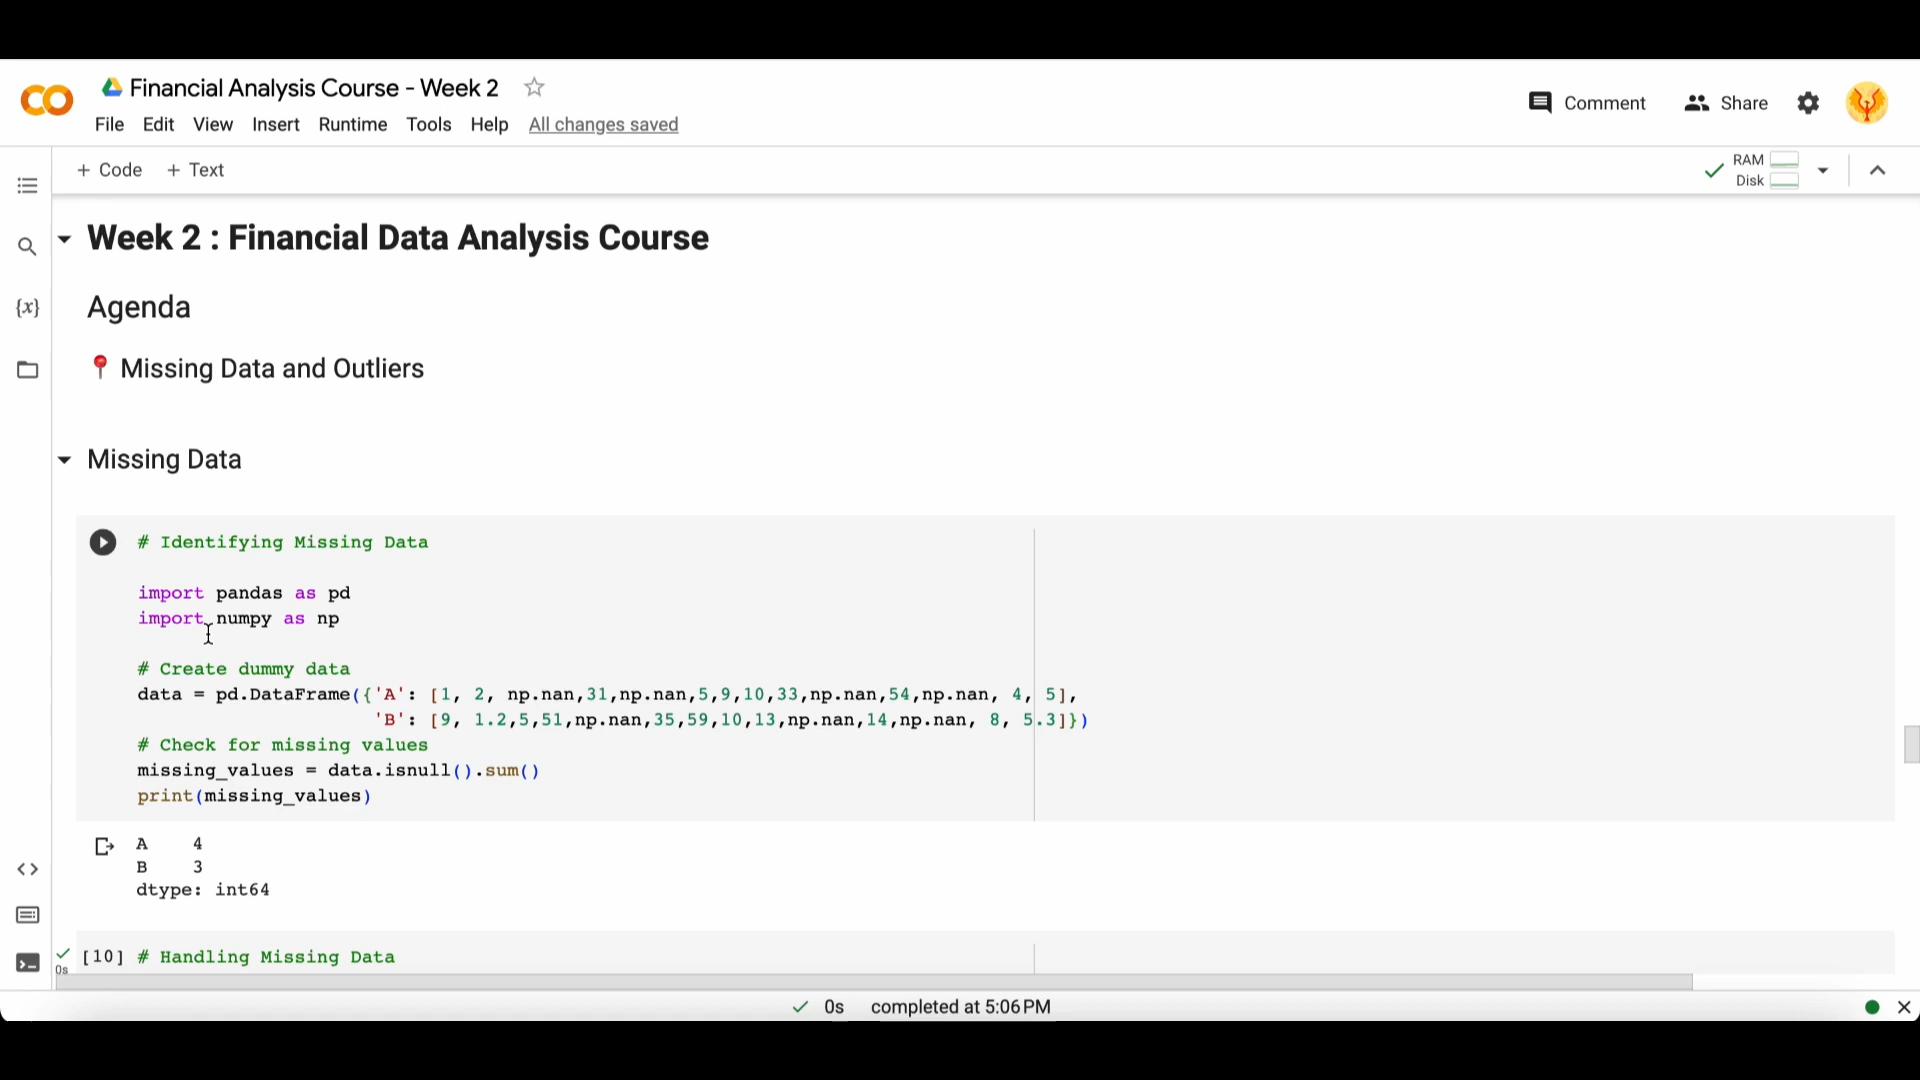 Financial Analysis Course - Week 2
Comment
Share
File Edit View Insert Runtime Tools Help All changes saved
+ Code + Text
RAM
Disk
Week 2 : Financial Data Analysis Course
{x}
Agenda
📍 Missing Data and Outliers
Missing Data
# Identifying Missing Data
import pandas as pd
import numpy as np
# Create dummy data
data = pd.DataFrame({'A': [1, 2, np.nan,31,np.nan,5,9,10,33,np.nan,54,np.nan, 4, 5],
'B': [9, 1.2,5,51,np.nan,35,59,10,13,np.nan,14,np.nan, 8, 5.3]})
# Check for missing values
missing_values = data.isnull().sum()
print(missing_values)
A 4
B 3
dtype: int64
[10] # Handling Missing Data
0s
0s completed at 5:06 PM